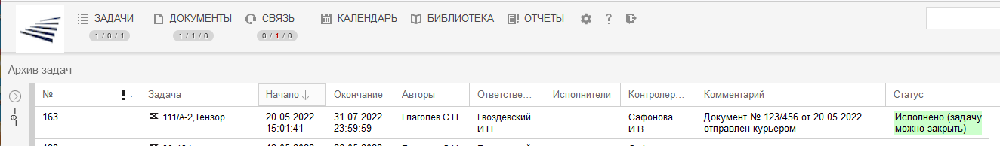 ЗАДАЧИ ДОКУМЕНТЫ СВЯЗЬ КАЛЕНДАРЬ БИБЛИОТЕКА ОТЧЕТЫ ?
1 / 0 / 1 1 / 1 / 0 0 / 1 / 0
Архив задач
№ ! Задача Начало ↓ Окончание Авторы Ответстве... Исполнители Контролер... Комментарий Статус
Нет
163 111/А-2,Тензор 20.05.2022 31.07.2022 Глаголев С.Н. Гвоздевский Сафонова Документ № 123/456 от 20.05.2022 Исполнено (задачу
15:01:41 23:59:59 И.Н. И.В. отправлен курьером можно закрыть)